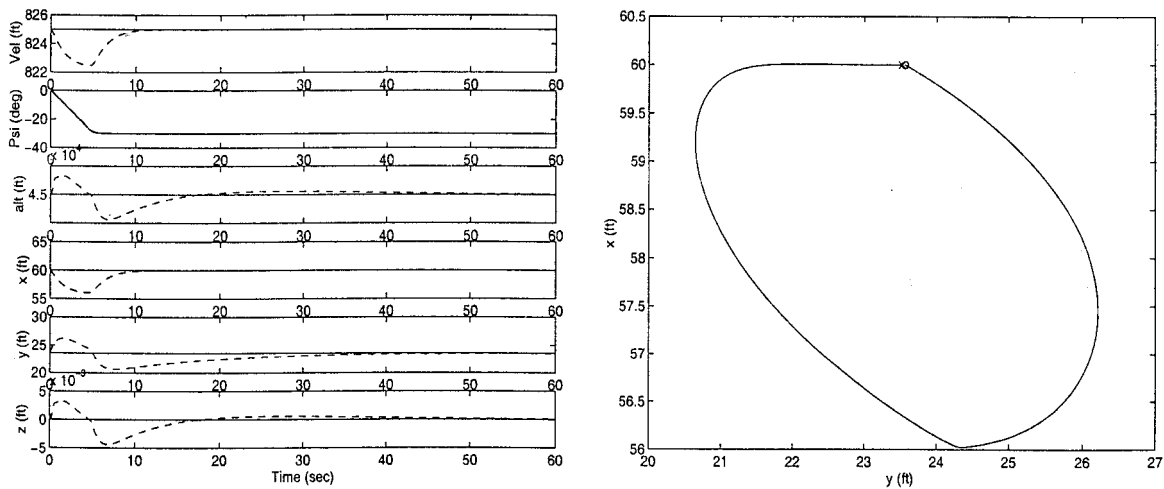 826
824
822
Vel (ft)
0 10 20 30 40 50 60
0
-20
-40
Psi (deg)
0 10 20 30 40 50 60
× 10⁴
4.5
alt (ft)
0 10 20 30 40 50 60
65
60
55
x (ft)
0 10 20 30 40 50 60
30
20
y (ft)
0 10 20 30 40 50 60
× 10⁻³
5
0
-5
z (ft)
0 10 20 30 40 50 60
Time (sec)
60.5
60
59.5
59
58.5
58
57.5
57
56.5
56
x (ft)
20 21 22 23 24 25 26 27
y (ft)